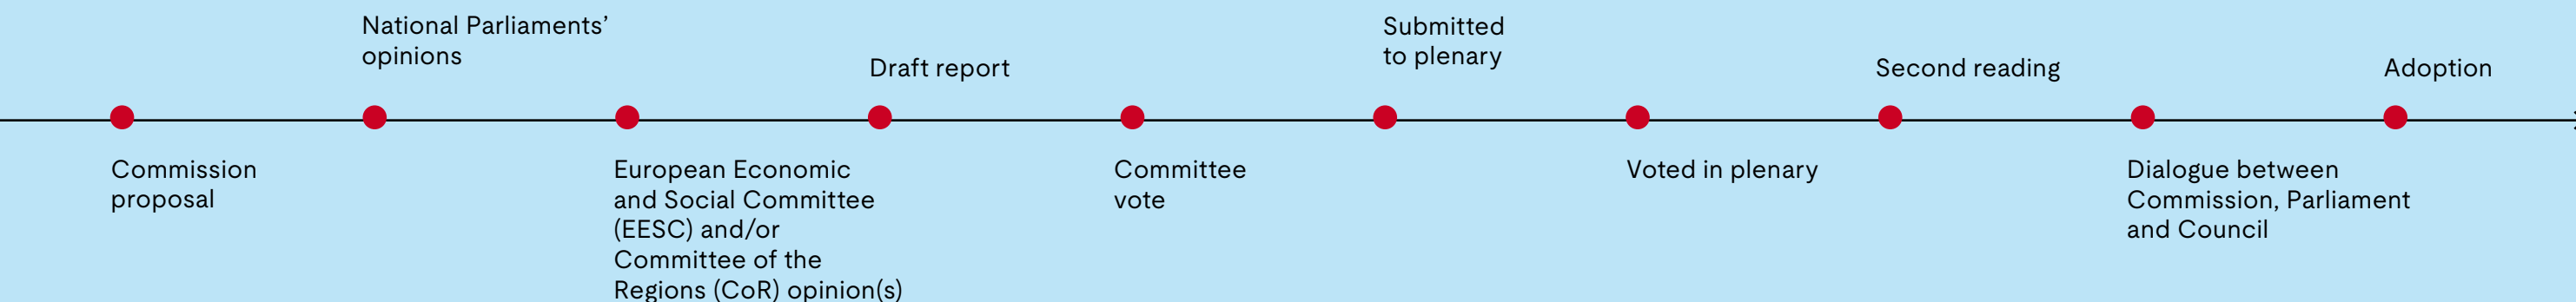 National Parliaments’
opinions
Submitted
to plenary
Draft report
Second reading
Adoption
Commission
proposal
European Economic
and Social Committee
(EESC) and/or
Committee of the
Regions (CoR) opinion(s)
Committee
vote
Voted in plenary
Dialogue between
Commission, Parliament
and Council